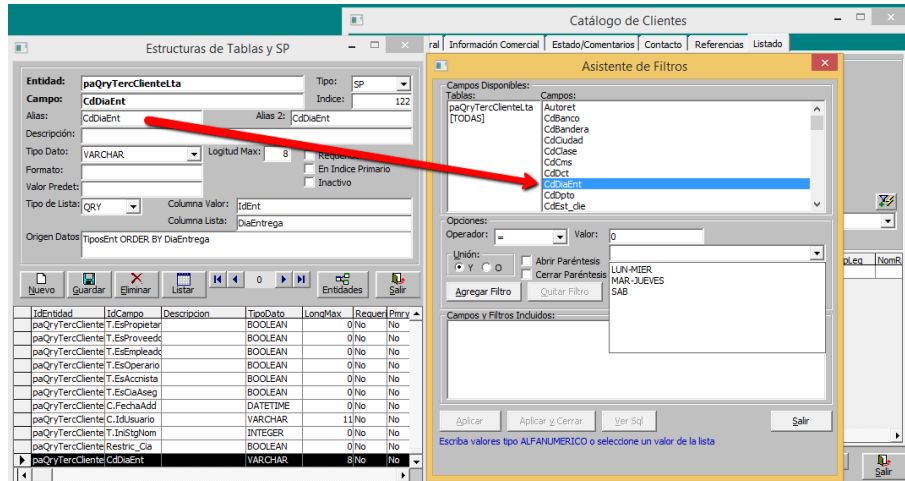 Catálogo de Clientes
Información Comercial Estado/Comentarios Contacto Referencias Listado
Estructuras de Tablas y SP
Entidad: paQryTercClienteLta Tipo: SP
Campo: CdDiaEnt Indice: 122
Alias: CdDiaEnt Alias 2: CdDiaEnt
Descripción:
Tipo Dato: VARCHAR Logitud Max: 8
Formato: En Indice Primario
Valor Predet: Inactivo
Tipo de Lista: QRY Columna Valor: IdEnt
Columna Lista: DiaEntrega
Origen Datos TiposEnt ORDER BY DiaEntrega
Nuevo Guardar Eliminar Listar 0 Entidades Salir
IdEntidad IdCampo Descripcion TipoDato LongMax Requeri Pmry
paQryTercCliente T.EsPropietar BOOLEAN 0 No No
paQryTercCliente T.EsProveedo BOOLEAN 0 No No
paQryTercCliente T.EsEmpleado BOOLEAN 0 No No
paQryTercCliente T.EsOperario BOOLEAN 0 No No
paQryTercCliente T.EsAccnista BOOLEAN 0 No No
paQryTercCliente T.EsCiaAseg BOOLEAN 0 No No
paQryTercCliente C.FechaAdd DATETIME 0 No No
paQryTercCliente C.IdUsuario VARCHAR 11 No No
paQryTercCliente T.IniStgNom INTEGER 0 No No
paQryTercCliente Restric_Cia BOOLEAN 0 No No
paQryTercCliente CdDiaEnt VARCHAR 8 No No
Asistente de Filtros
Campos Disponibles:
Tablas: Campos:
paQryTercClienteLta
[TODAS]
Autoret
CdBanco
CdBandera
CdCiudad
CdClase
CdCms
CdDct
CdDiaEnt
CdDpto
CdEst_clie
Opciones:
Operador: = Valor: 0
Unión: Y O
Abrir Paréntesis
Cerrar Paréntesis
LUN-MIER
MAR-JUEVES
SAB
Agregar Filtro Quitar Filtro
Campos y Filtros Incluidos:
Aplicar Aplicar y Cerrar Ver Sql Salir
Escriba valores tipo ALFANUMERICO o seleccione un valor de la lista
NomR
Salir